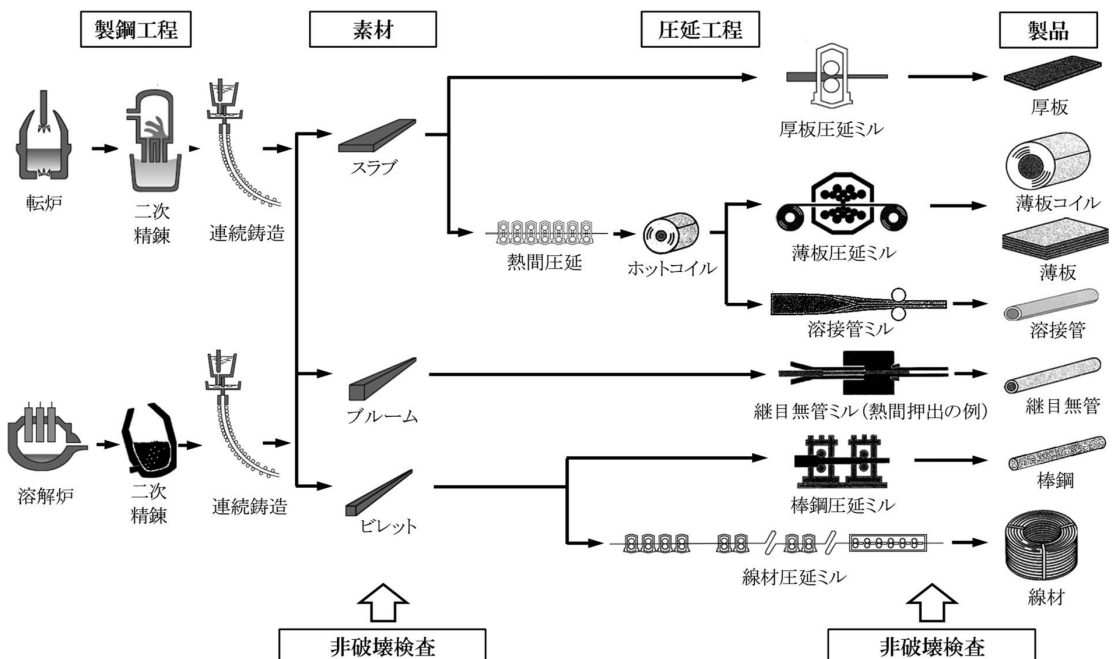 製鋼工程
素材
圧延工程
製品
転炉
二次
精錬
連続鋳造
スラブ
厚板圧延ミル
厚板
熱間圧延
ホットコイル
薄板圧延ミル
薄板コイル
薄板
溶接管ミル
溶接管
ブルーム
継目無管ミル（熱間押出の例）
継目無管
溶解炉
二次
精錬
連続鋳造
ビレット
棒鋼圧延ミル
棒鋼
線材圧延ミル
線材
非破壊検査
非破壊検査